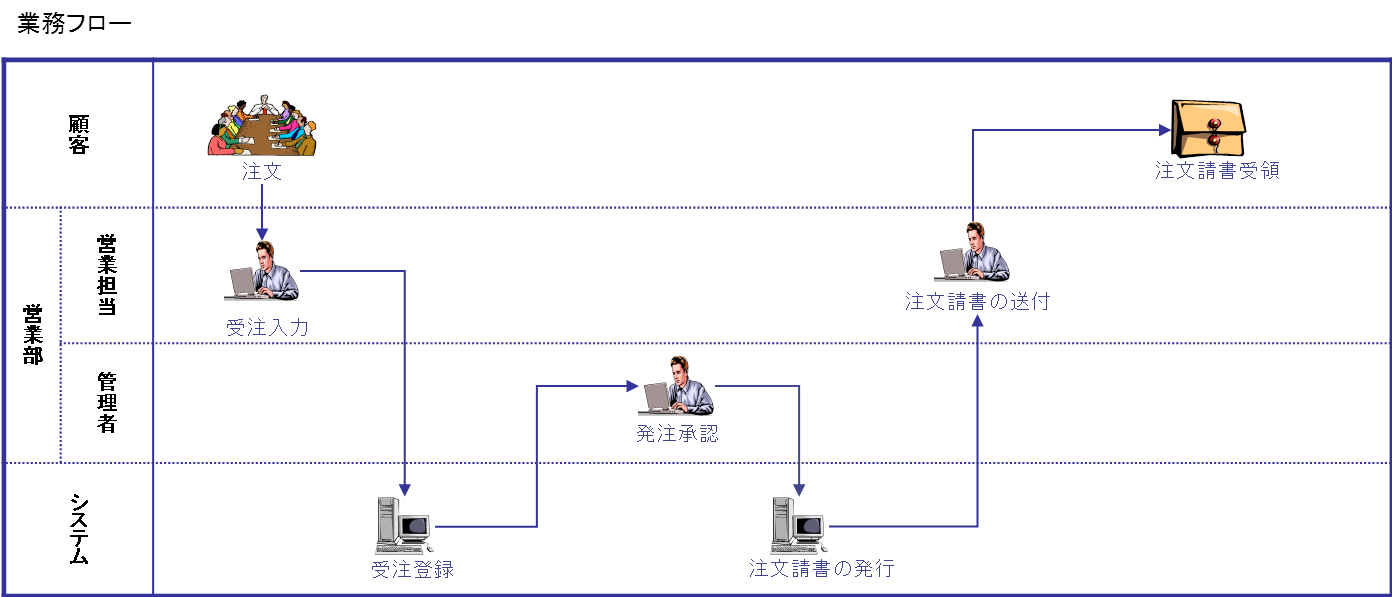 業務フロー
顧客
注文
注文請書受領
営業部
営業担当
受注入力
注文請書の送付
管理者
発注承認
システム
受注登録
注文請書の発行